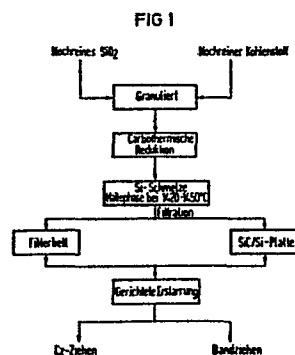 FIG 1
Hochreines SiO₂
Hochreiner Kohlenstoff
Granuliert
Carbothermische
Reduktion
Si-Schmelze
Haltephase bei 1420-1450°C
Filtration
Filterbett
SiC/Si-Platte
Gerichtete Erstarrung
Cz-Ziehen
Bandziehen